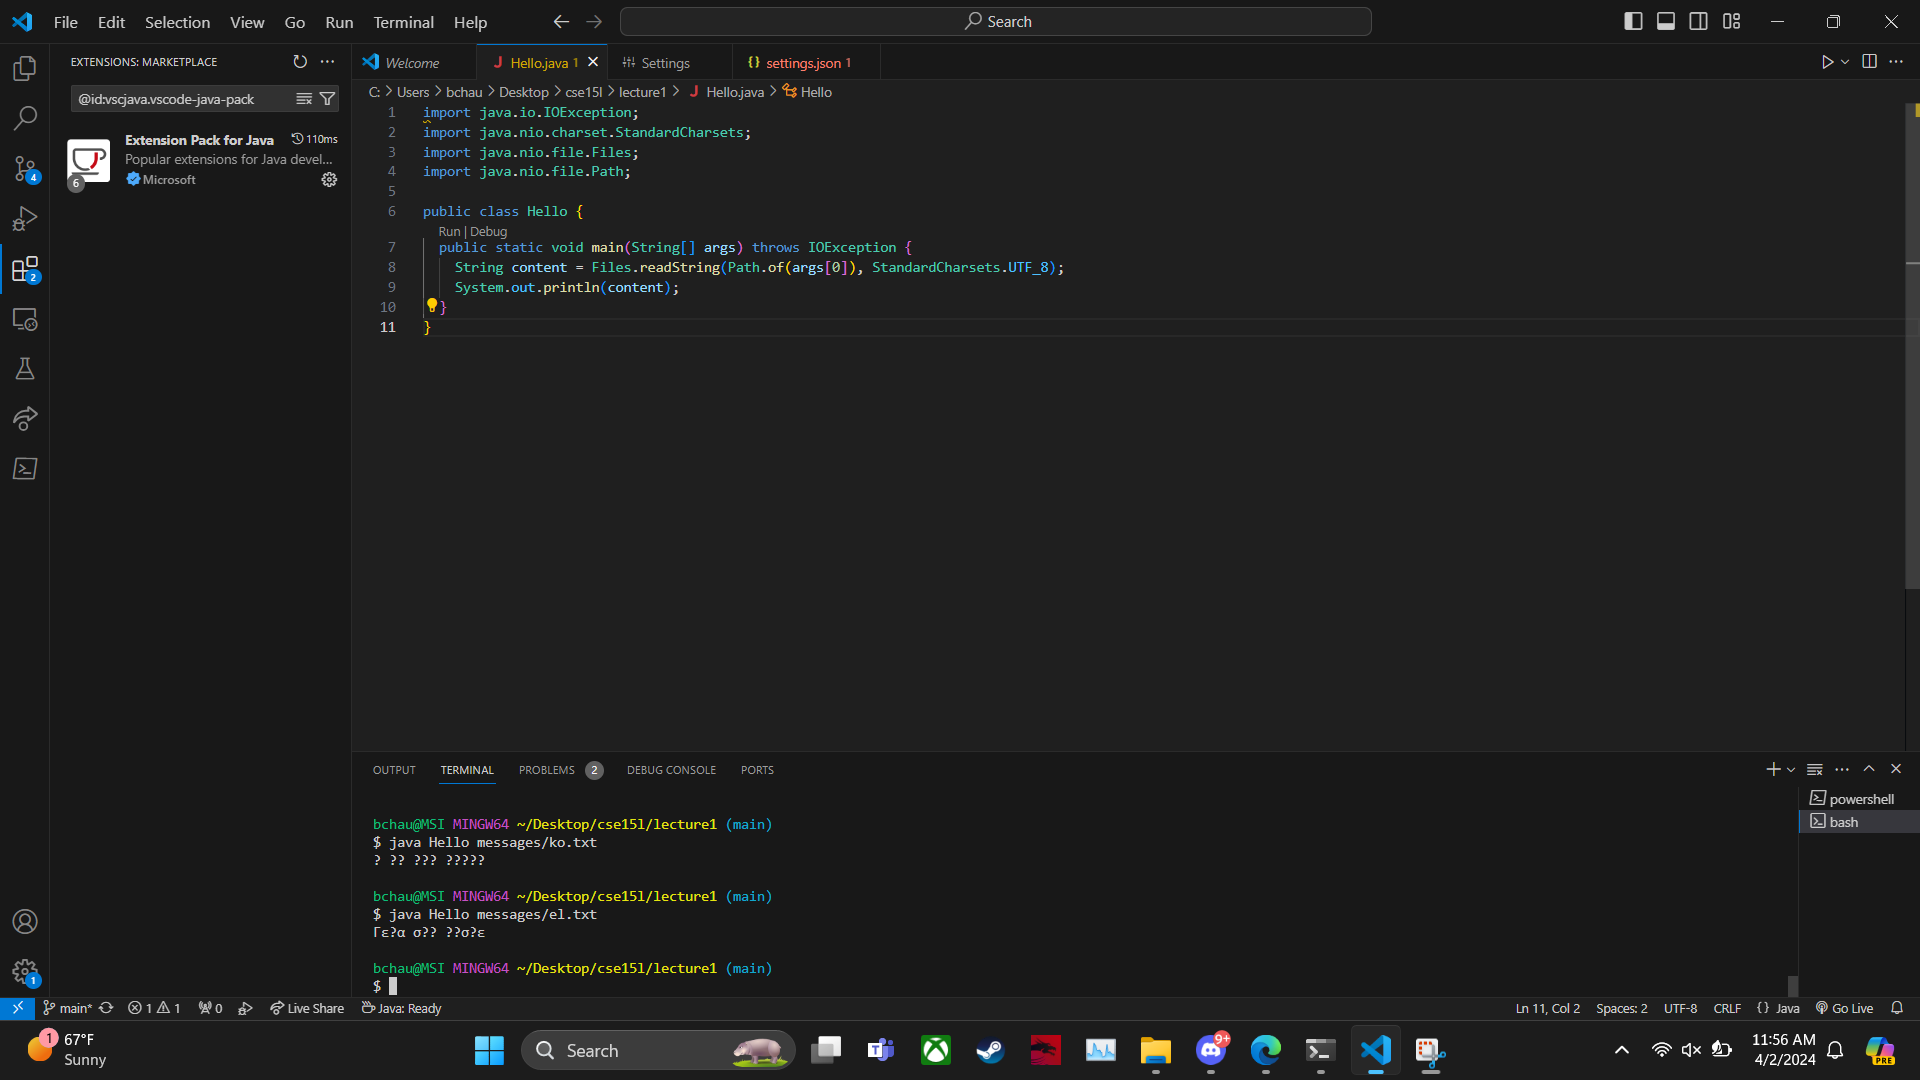 File Edit Selection View Go Run Terminal Help
Search
EXTENSIONS: MARKETPLACE
@id:vscjava.vscode-java-pack
Extension Pack for Java 110ms
Popular extensions for Java devel...
Microsoft
6
4
2
1
Welcome
Hello.java 1
Settings
{} settings.json 1
C: > Users > bchau > Desktop > cse15l > lecture1 > J Hello.java > Hello
1 import java.io.IOException;
2 import java.nio.charset.StandardCharsets;
3 import java.nio.file.Files;
4 import java.nio.file.Path;
5
6 public class Hello {
Run | Debug
7 public static void main(String[] args) throws IOException {
8 String content = Files.readString(Path.of(args[0]), StandardCharsets.UTF_8);
9 System.out.println(content);
10 }
11 }
OUTPUT TERMINAL PROBLEMS 2 DEBUG CONSOLE PORTS
powershell
bash
bchau@MSI MINGW64 ~/Desktop/cse15l/lecture1 (main)
$ java Hello messages/ko.txt
? ?? ??? ?????
bchau@MSI MINGW64 ~/Desktop/cse15l/lecture1 (main)
$ java Hello messages/el.txt
Γε?α σ?? ??σ?ε
bchau@MSI MINGW64 ~/Desktop/cse15l/lecture1 (main)
$
main* 1 1 0 Live Share Java: Ready
Ln 11, Col 2 Spaces: 2 UTF-8 CRLF {} Java Go Live
1 67°F
Sunny
Search
9+
11:56 AM
4/2/2024
PRE